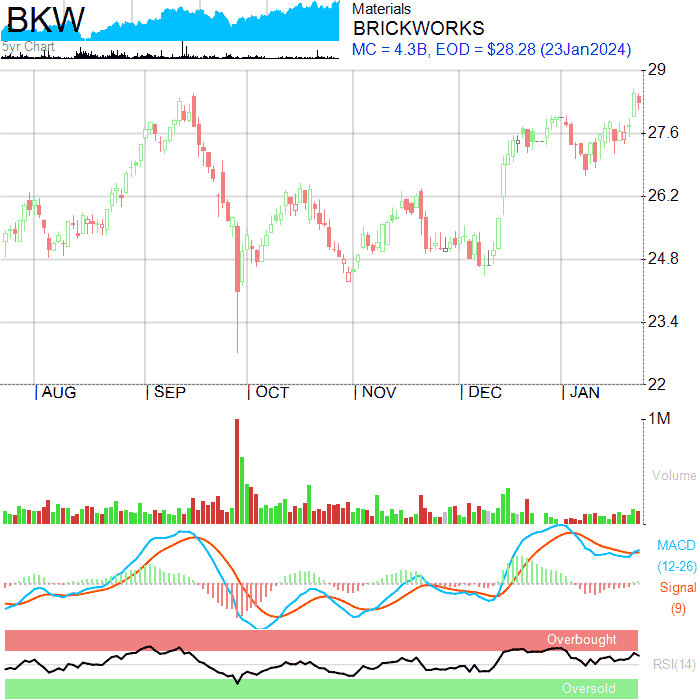 BKW
5yr Chart
Materials
BRICKWORKS
MC = 4.3B, EOD = $28.28 (23Jan2024)
29
27.6
26.2
24.8
23.4
22
AUG SEP OCT NOV DEC JAN
1M
Volume
MACD
(12-26)
Signal
(9)
Overbought
RSI(14)
Oversold